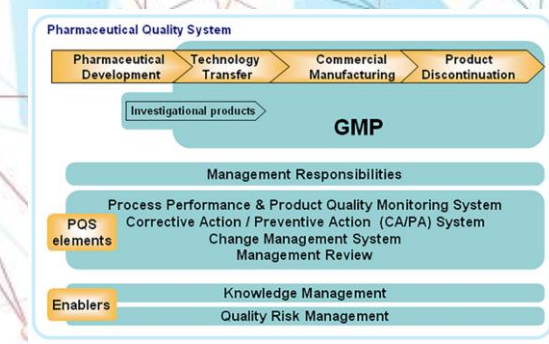 Pharmaceutical Quality System
Pharmaceutical Development
Technology Transfer
Commercial Manufacturing
Product Discontinuation
Investigational products
GMP
Management Responsibilities
PQS elements
Process Performance & Product Quality Monitoring System
Corrective Action / Preventive Action (CA/PA) System
Change Management System
Management Review
Enablers
Knowledge Management
Quality Risk Management